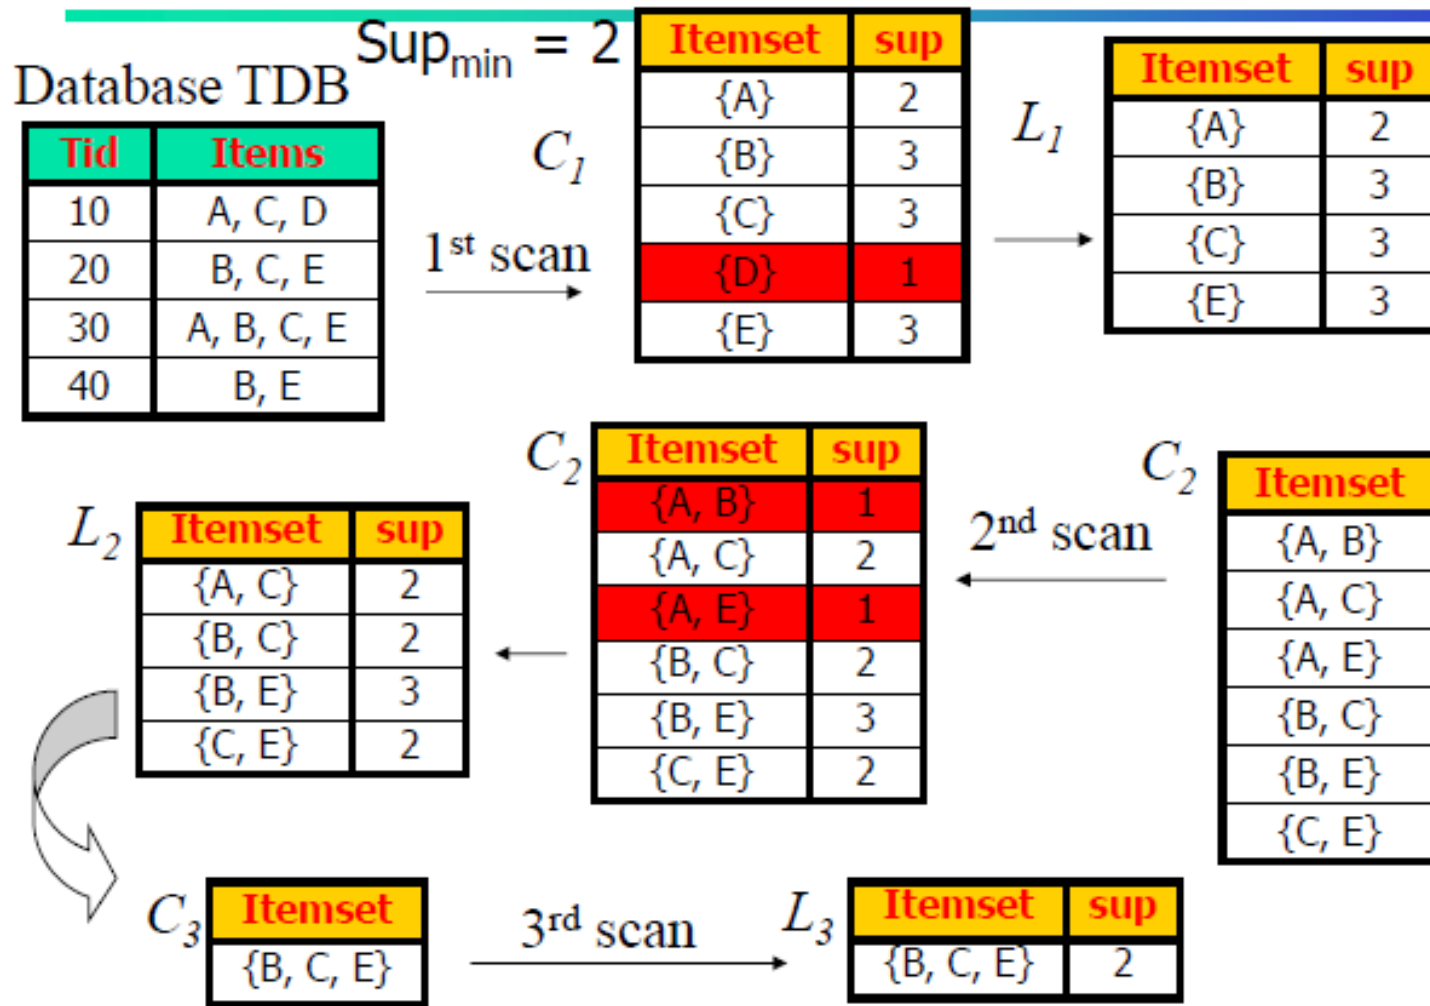 Sup_min = 2
Database TDB
Tid Items
10 A, C, D
20 B, C, E
30 A, B, C, E
40 B, E
1st scan
C1
Itemset sup
{A} 2
{B} 3
{C} 3
{D} 1
{E} 3
L1
Itemset sup
{A} 2
{B} 3
{C} 3
{E} 3
C2
Itemset
{A, B}
{A, C}
{A, E}
{B, C}
{B, E}
{C, E}
2nd scan
C2
Itemset sup
{A, B} 1
{A, C} 2
{A, E} 1
{B, C} 2
{B, E} 3
{C, E} 2
L2
Itemset sup
{A, C} 2
{B, C} 2
{B, E} 3
{C, E} 2
C3
Itemset
{B, C, E}
3rd scan
L3
Itemset sup
{B, C, E} 2